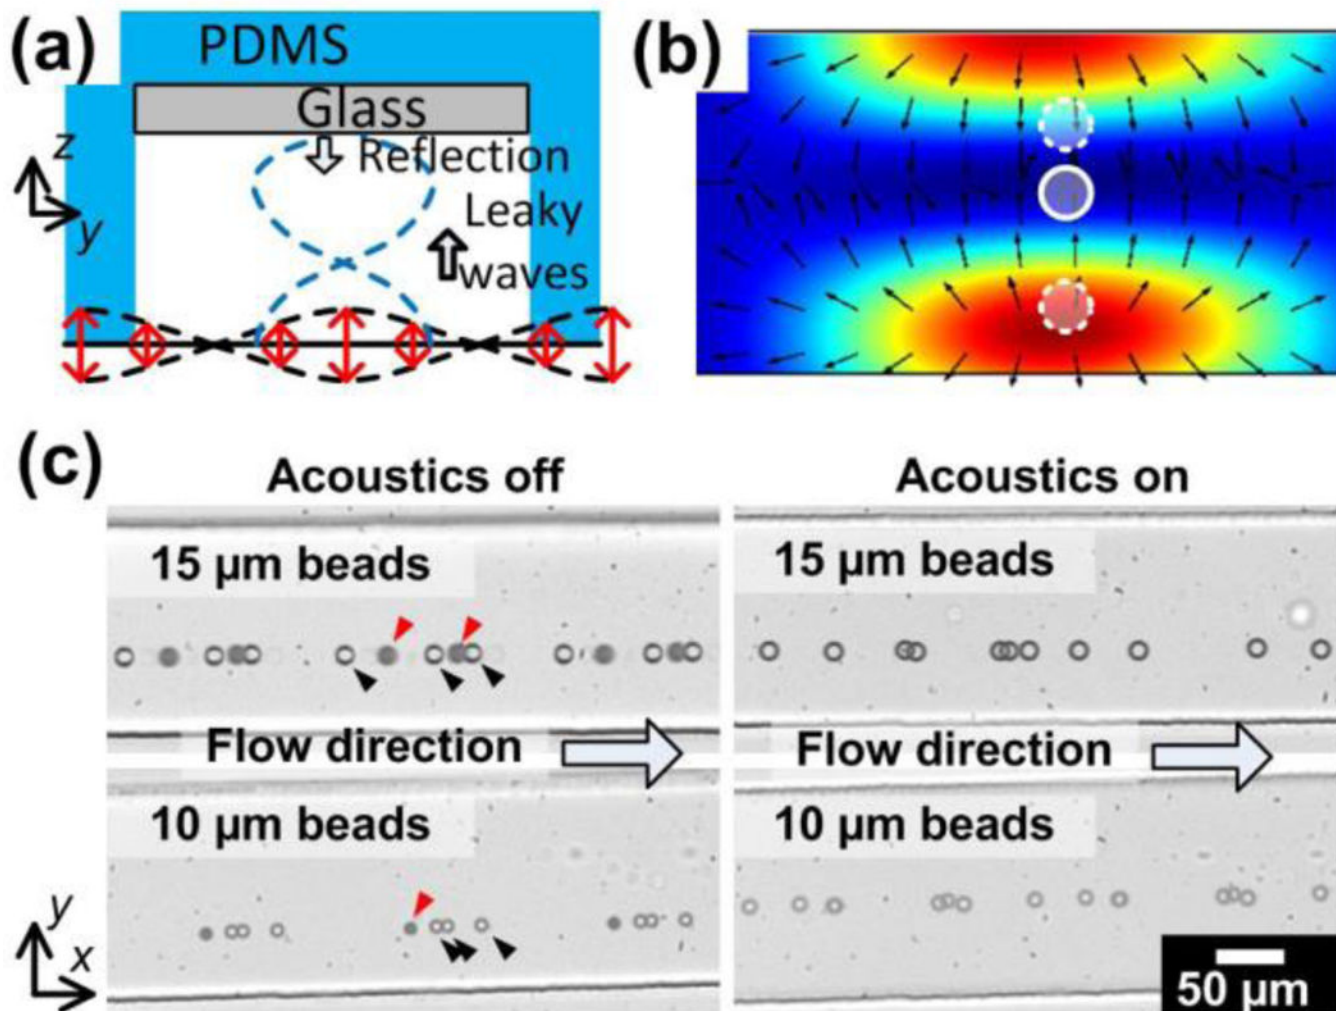 (a)
PDMS
Glass
Reflection
Leaky
waves
z
y
(b)
(c)
Acoustics off
Acoustics on
15 µm beads
15 µm beads
Flow direction
Flow direction
10 µm beads
10 µm beads
y
x
50 µm